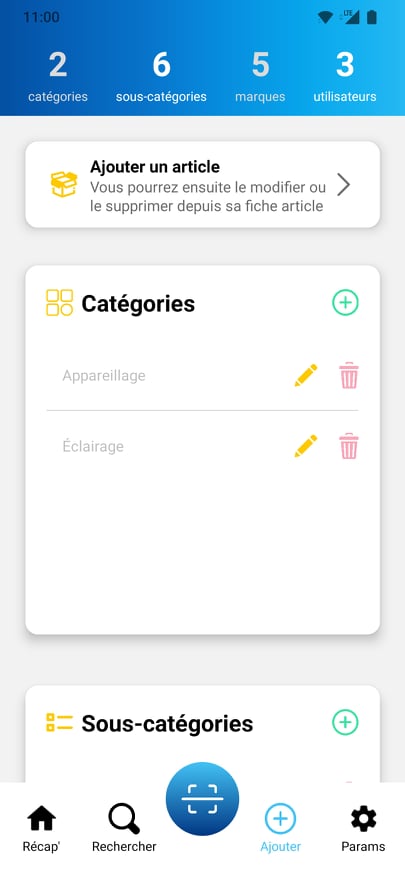 11:00
LTE
2 6 5 3
catégories sous-catégories marques utilisateurs
Ajouter un article
Vous pourrez ensuite le modifier ou
le supprimer depuis sa fiche article
Catégories
Appareillage
Éclairage
Sous-catégories
Récap' Rechercher Ajouter Params